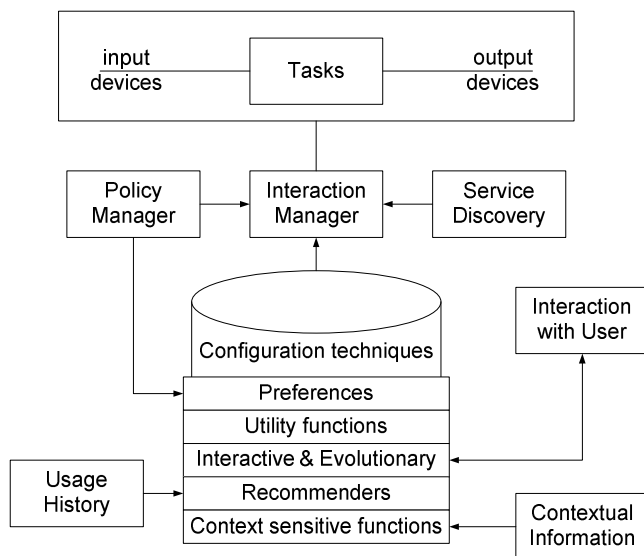 input
devices
Tasks
output
devices
Policy
Manager
Interaction
Manager
Service
Discovery
Interaction
with User
Configuration techniques
Preferences
Utility functions
Interactive & Evolutionary
Usage
History
Recommenders
Context sensitive functions
Contextual
Information